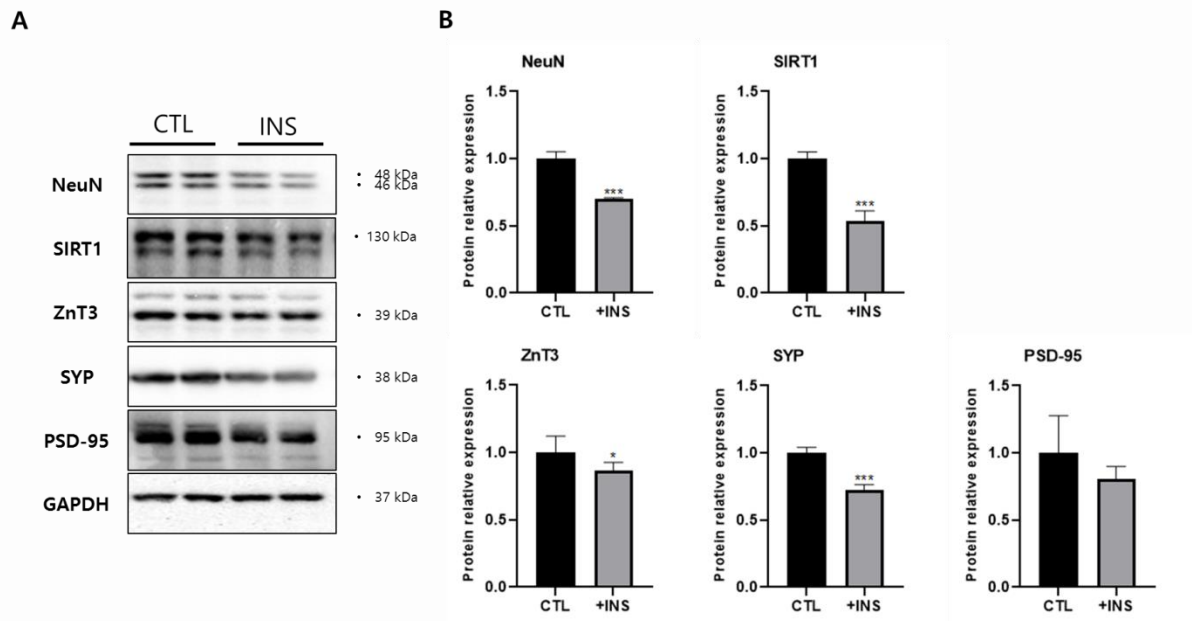 A
B
CTL INS
NeuN
• 48 kDa
• 46 kDa
SIRT1
• 130 kDa
ZnT3
• 39 kDa
SYP
• 38 kDa
PSD-95
• 95 kDa
GAPDH
• 37 kDa
NeuN
Protein relative expression
1.5
1.0
0.5
0.0
***
CTL +INS
SIRT1
Protein relative expression
1.5
1.0
0.5
0.0
***
CTL +INS
ZnT3
Protein relative expression
1.5
1.0
0.5
0.0
*
CTL +INS
SYP
Protein relative expression
1.5
1.0
0.5
0.0
***
CTL +INS
PSD-95
Protein relative expression
1.5
1.0
0.5
0.0
CTL +INS